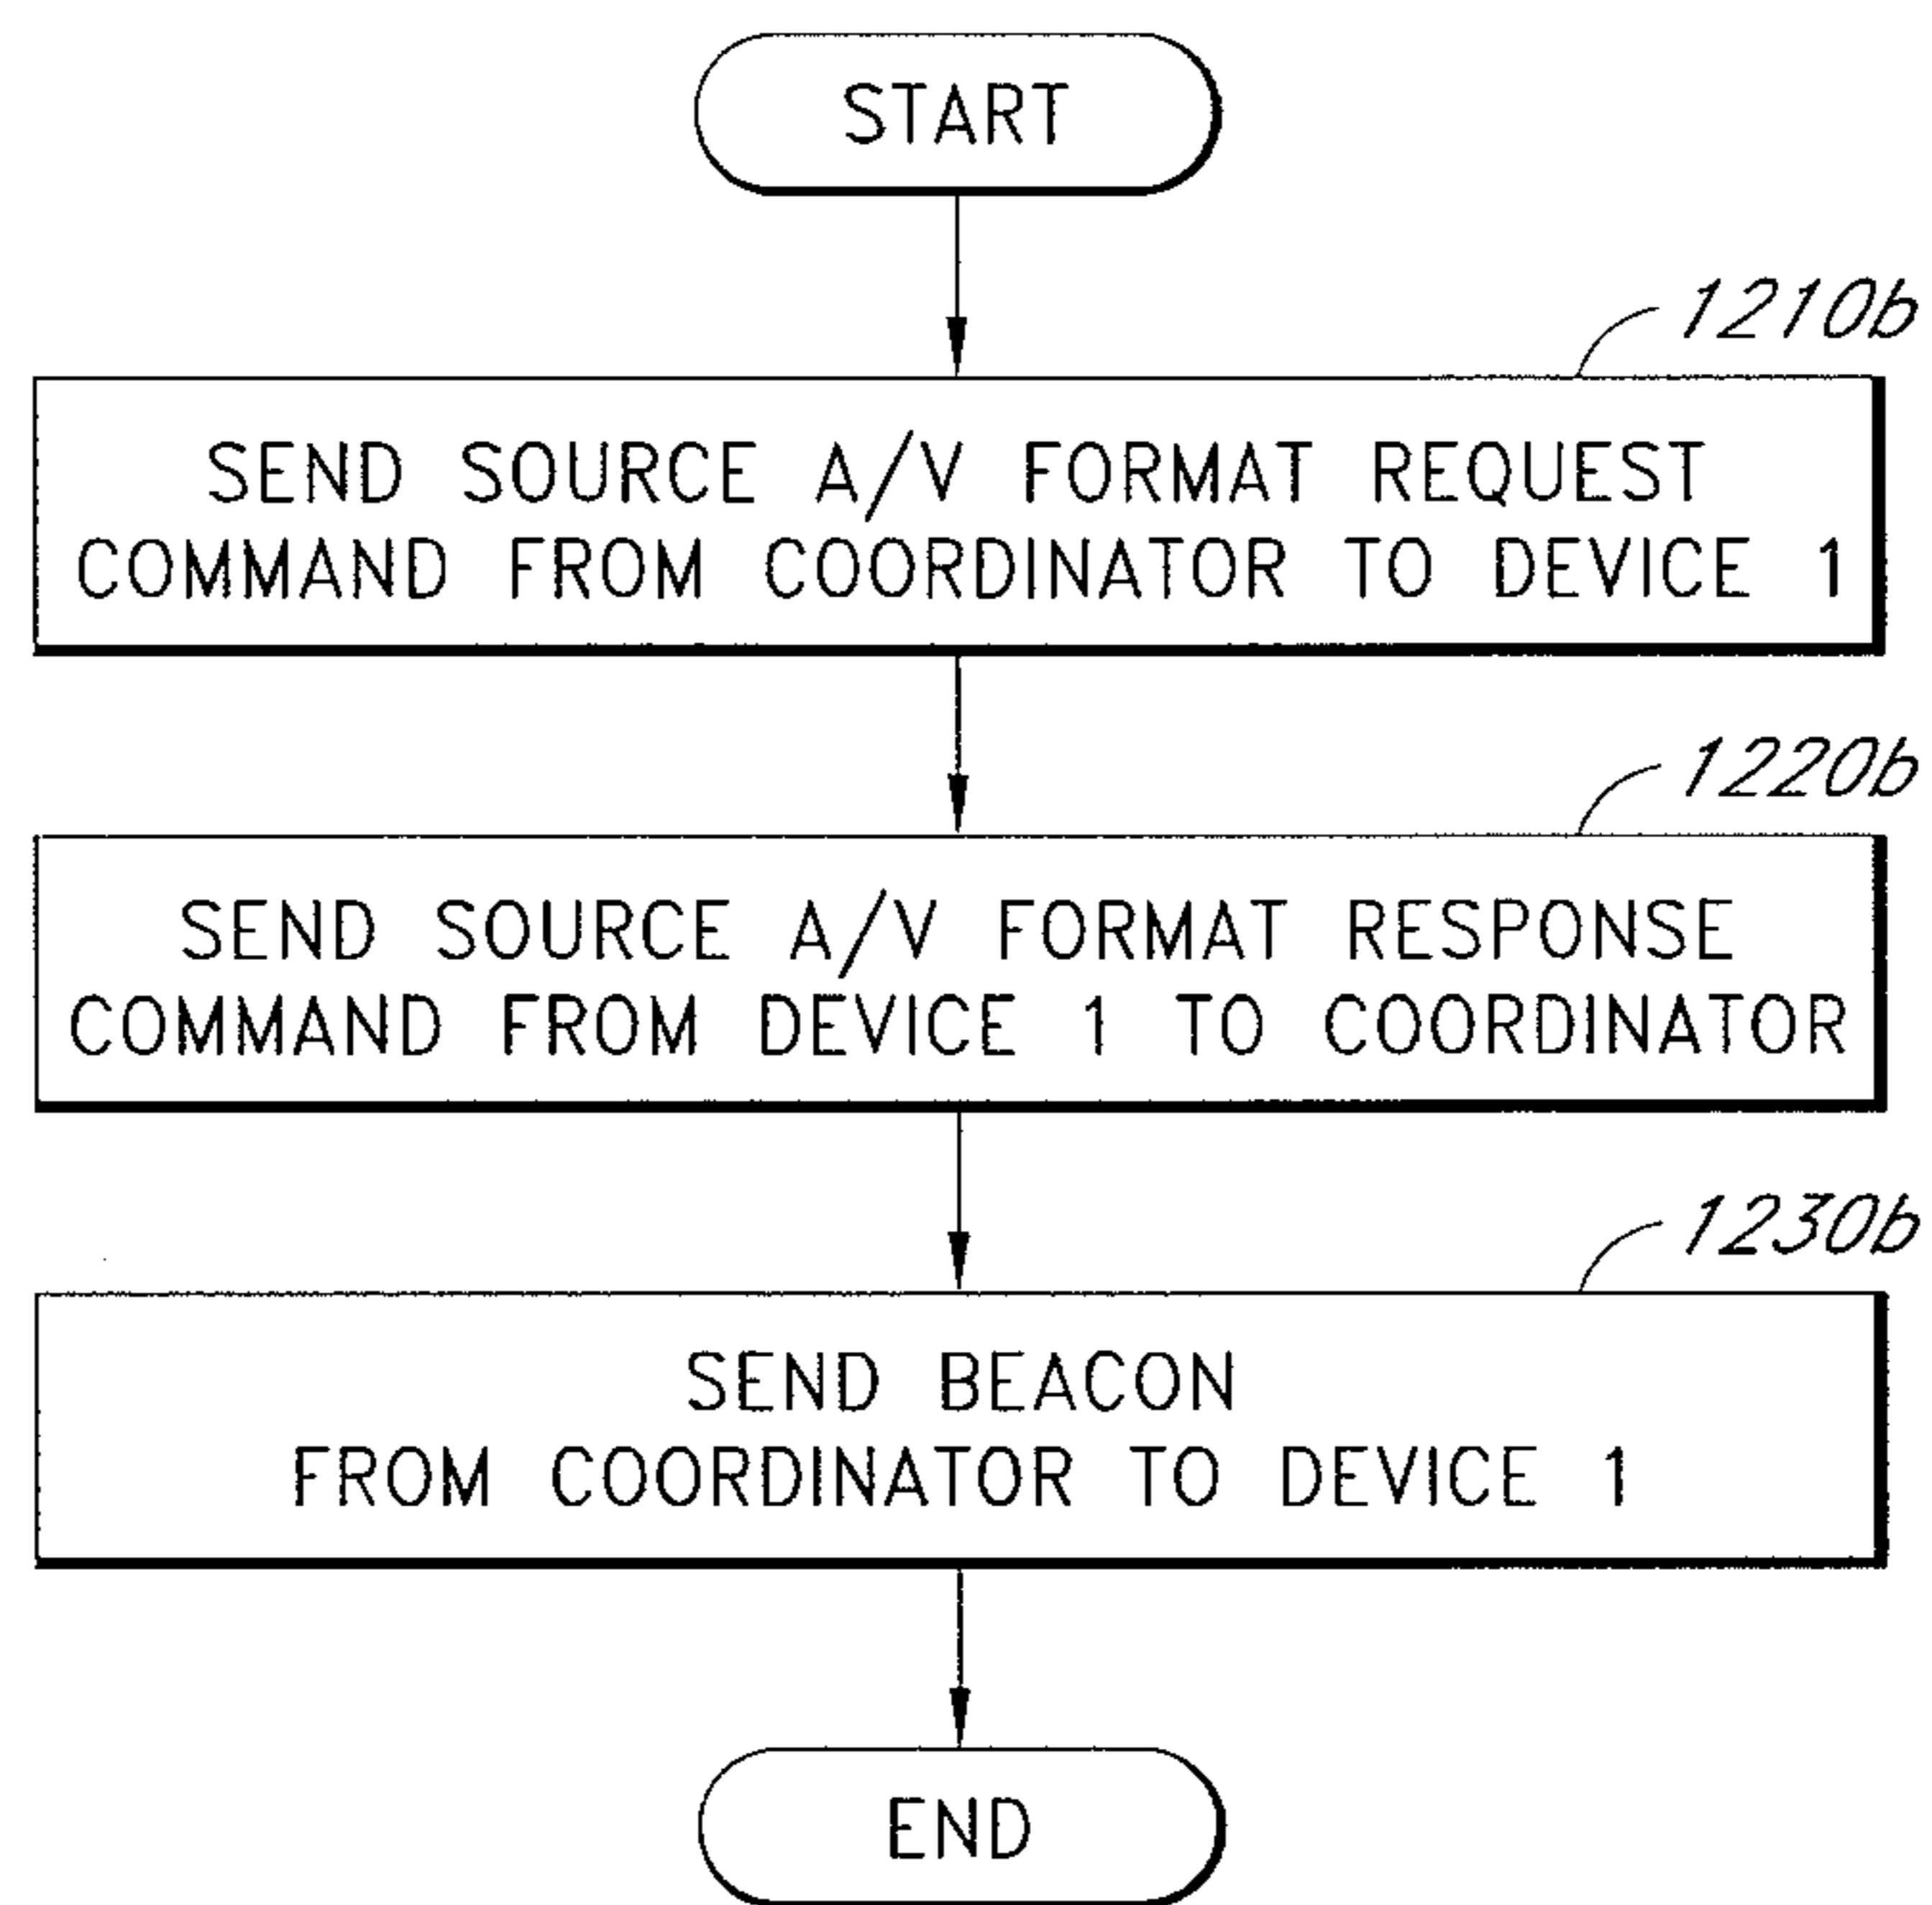 START
1210b
SEND SOURCE A/V FORMAT REQUEST
COMMAND FROM COORDINATOR TO DEVICE 1
1220b
SEND SOURCE A/V FORMAT RESPONSE
COMMAND FROM DEVICE 1 TO COORDINATOR
1230b
SEND BEACON
FROM COORDINATOR TO DEVICE 1
END